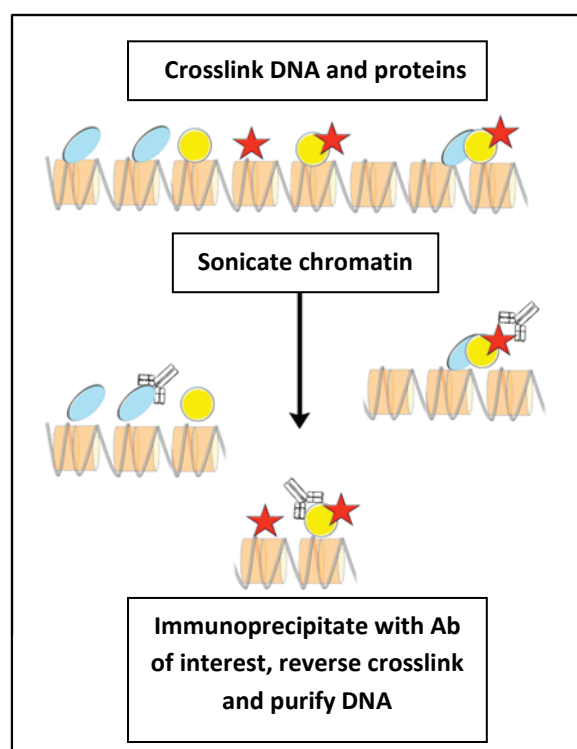 Crosslink DNA and proteins
Sonicate chromatin
Immunoprecipitate with Ab
of interest, reverse crosslink
and purify DNA